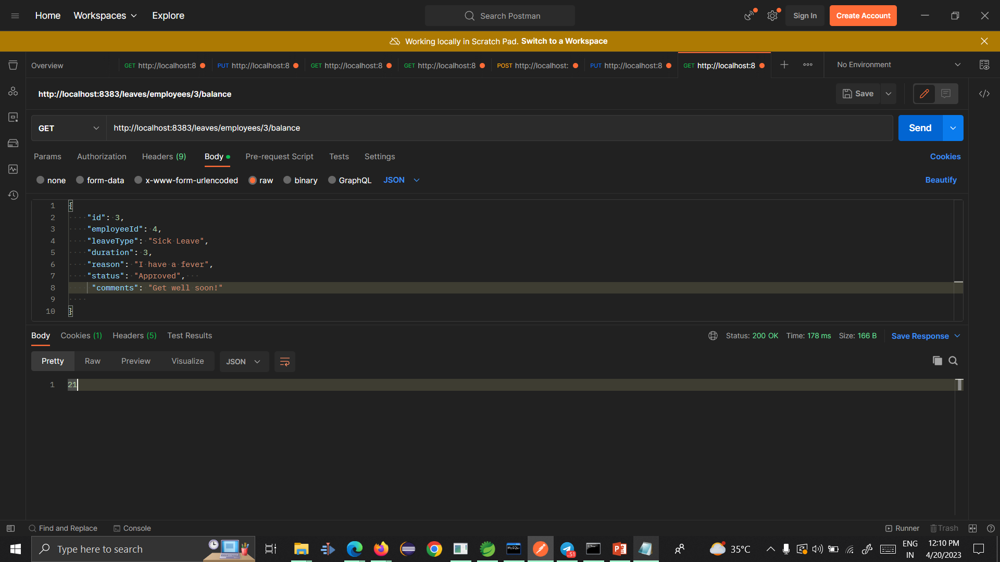 Home Workspaces Explore Search Postman Sign In Create Account
Working locally in Scratch Pad. Switch to a Workspace
Overview GET http://localhost:8 PUT http://localhost:8 GET http://localhost:8 GET http://localhost:8 POST http://localhost: PUT http://localhost:8 GET http://localhost:8 No Environment
http://localhost:8383/leaves/employees/3/balance Save
GET http://localhost:8383/leaves/employees/3/balance Send
Params Authorization Headers (9) Body Pre-request Script Tests Settings Cookies
none form-data x-www-form-urlencoded raw binary GraphQL JSON Beautify
1 {
2 "id": 3,
3 "employeeId": 4,
4 "leaveType": "Sick Leave",
5 "duration": 3,
6 "reason": "I have a fever",
7 "status": "Approved",
8 "comments": "Get well soon!"
9
10 }
Body Cookies (1) Headers (5) Test Results Status: 200 OK Time: 178 ms Size: 166 B Save Response
Pretty Raw Preview Visualize JSON
1 21
Find and Replace Console Runner Trash
Type here to search MySQL 51 35°C ENG 12:10 PM
IN 4/20/2023